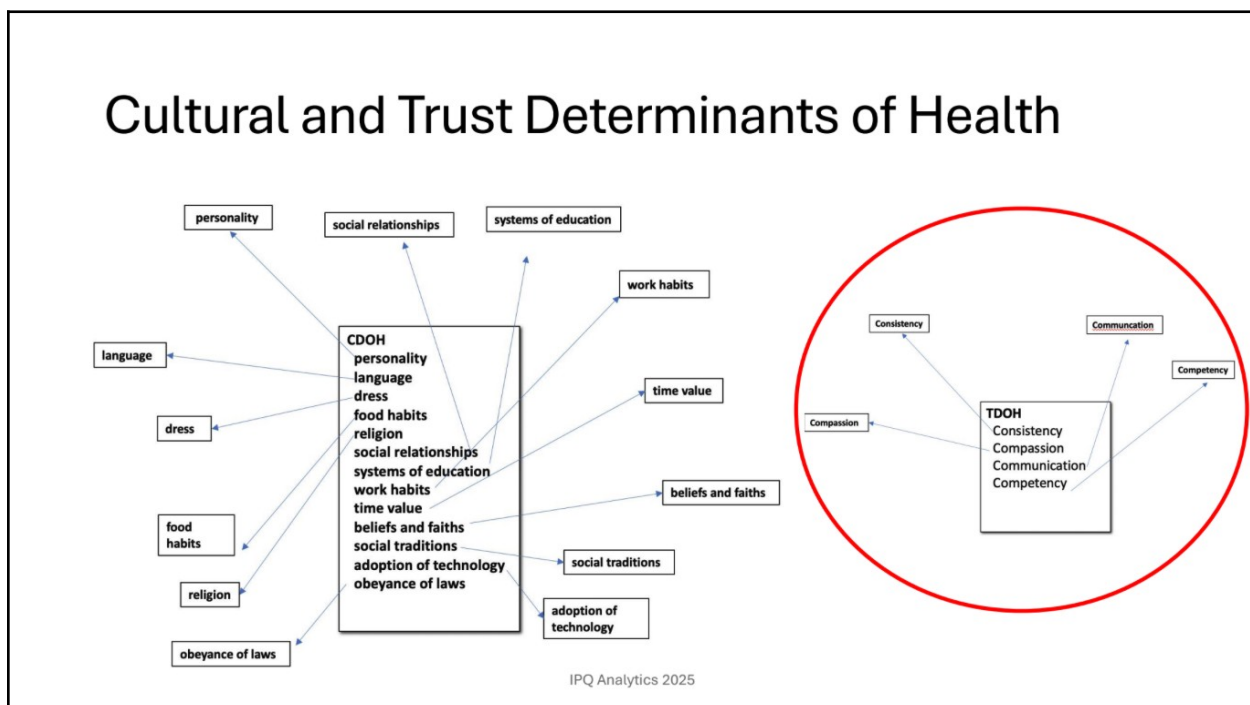 Cultural and Trust Determinants of Health
personality
social relationships
systems of education
work habits
language
time value
dress
beliefs and faiths
food
habits
social traditions
religion
adoption of
technology
obeyance of laws
CDOH
personality
language
dress
food habits
religion
social relationships
systems of education
work habits
time value
beliefs and faiths
social traditions
adoption of technology
obeyance of laws
Consistency
Communcation
Competency
Compassion
TDOH
Consistency
Compassion
Communication
Competency
IPQ Analytics 2025